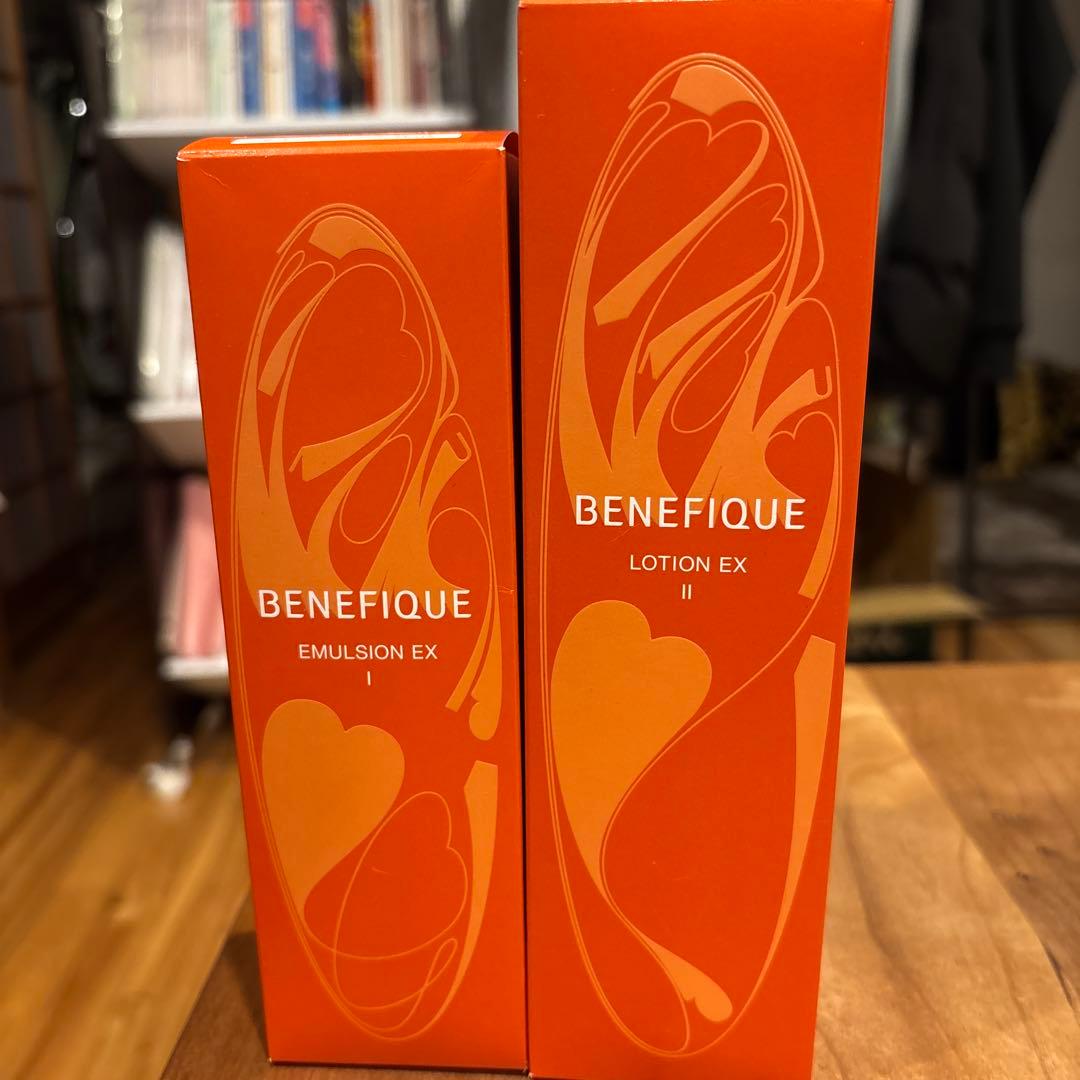 BENEFIQUE
EMULSION EX
I
BENEFIQUE
LOTION EX
II